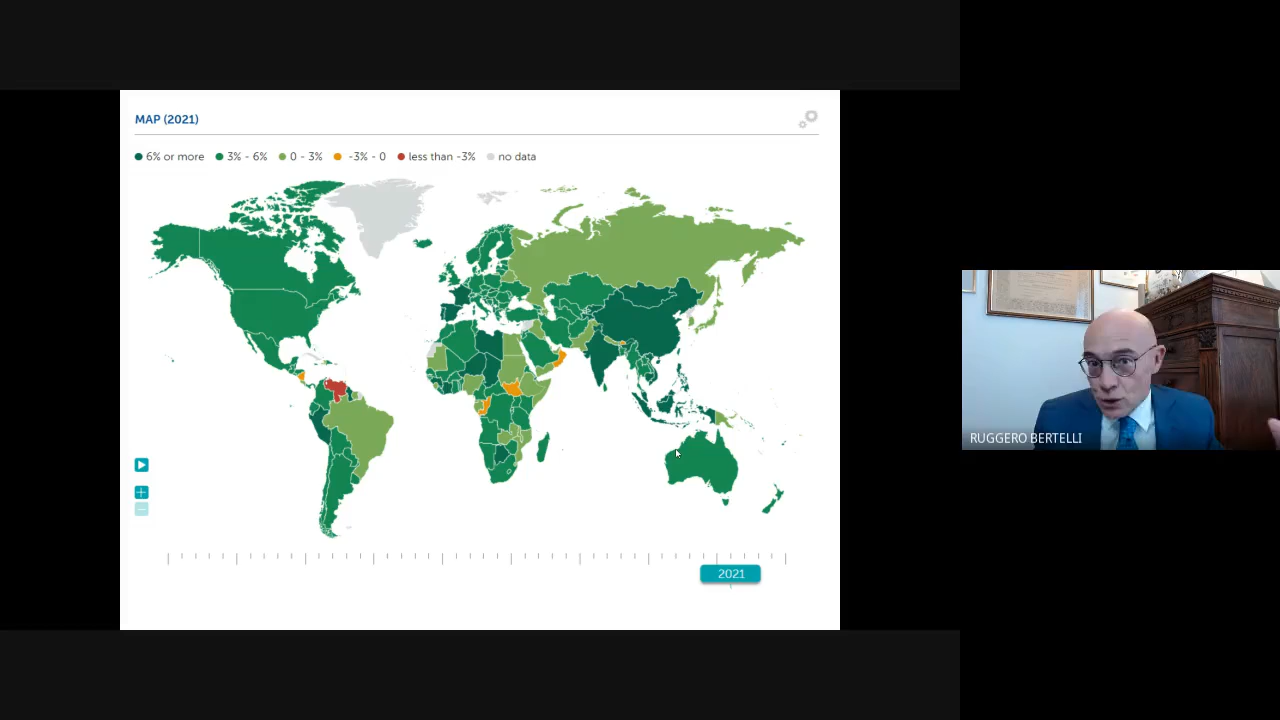 MAP (2021)
6% or more 3% - 6% 0 - 3% -3% - 0 less than -3% no data
2021
RUGGERO BERTELLI